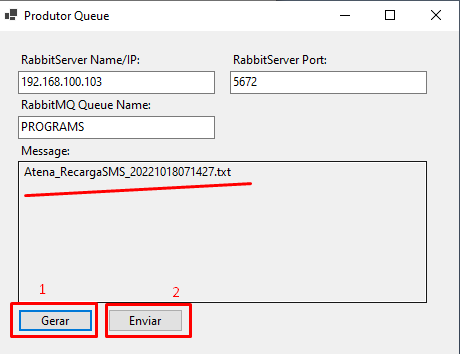 Produtor Queue
RabbitServer Name/IP: RabbitServer Port:
192.168.100.103 5672
RabbitMQ Queue Name:
PROGRAMS
Message:
Atena_RecargaSMS_20221018071427.txt
1 2
Gerar Enviar